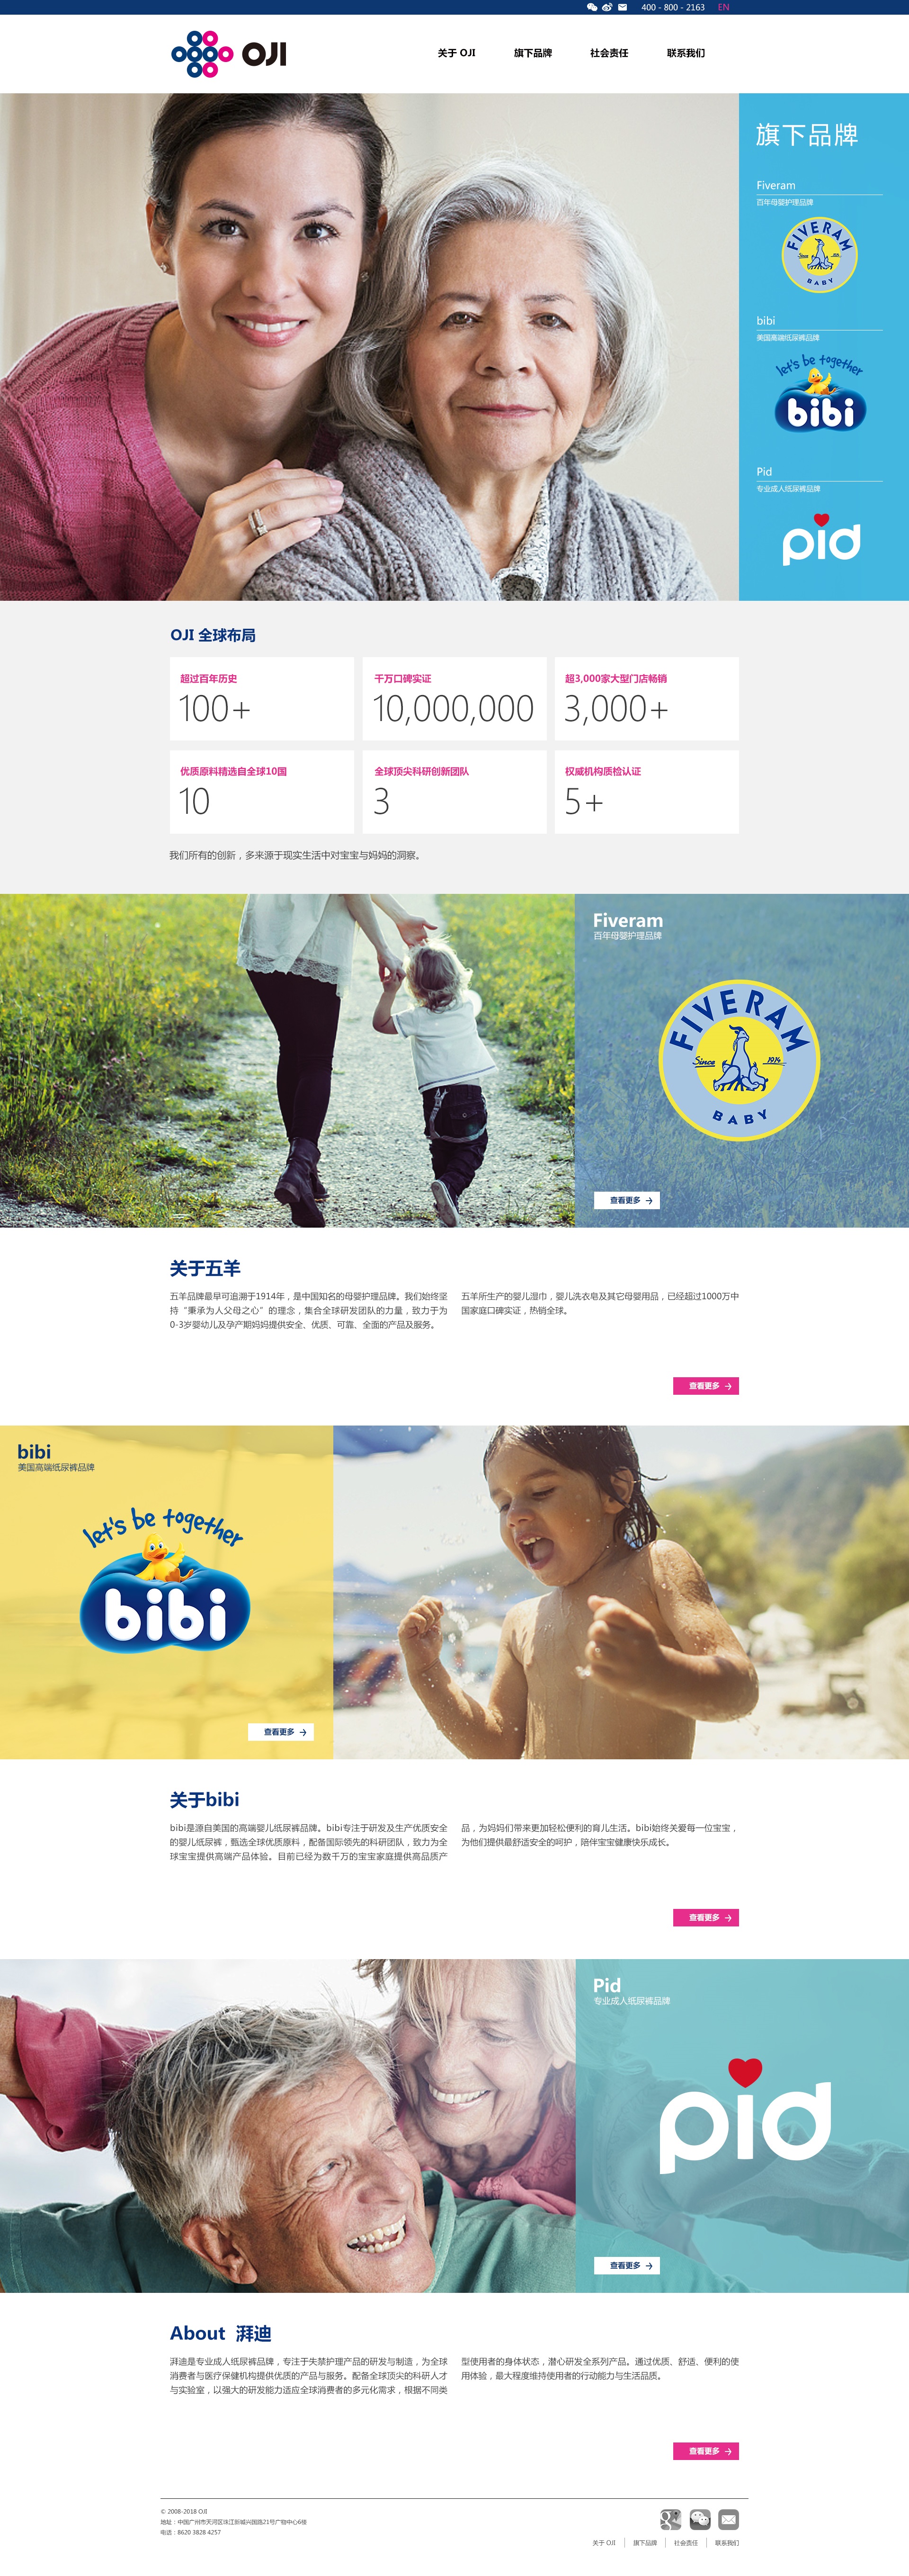 400 - 800 - 2163 EN
OJI
关于 OJI 旗下品牌 社会责任 联系我们
旗下品牌
Fiveram
百年母婴护理品牌
FIVERAM
Since 1914
BABY
bibi
美国高端纸尿裤品牌
let's be together
bibi
Pid
专业成人纸尿裤品牌
pid
OJI 全球布局
超过百年历史
100+
千万口碑实证
10,000,000
超3,000家大型门店畅销
3,000+
优质原料精选自全球10国
10
全球顶尖科研创新团队
3
权威机构质检认证
5+
我们所有的创新，多来源于现实生活中对宝宝与妈妈的洞察。
Fiveram
百年母婴护理品牌
FIVERAM
Since 1914
BABY
查看更多
关于五羊
五羊品牌最早可追溯于1914年，是中国知名的母婴护理品牌。我们始终坚
持“秉承为人父母之心”的理念，集合全球研发团队的力量，致力于为
0-3岁婴幼儿及孕产期妈妈提供安全、优质、可靠、全面的产品及服务。
五羊所生产的婴儿湿巾，婴儿洗衣皂及其它母婴用品，已经超过1000万中
国家庭口碑实证，热销全球。
查看更多
bibi
美国高端纸尿裤品牌
let's be together
bibi
查看更多
关于bibi
bibi是源自美国的高端婴儿纸尿裤品牌。bibi专注于研发及生产优质安全
的婴儿纸尿裤，甄选全球优质原料，配备国际领先的科研团队，致力为全
球宝宝提供高端产品体验。目前已经为数千万的宝宝家庭提供高品质产
品，为妈妈们带来更加轻松便利的育儿生活。bibi始终关爱每一位宝宝，
为他们提供最舒适安全的呵护，陪伴宝宝健康快乐成长。
查看更多
Pid
专业成人纸尿裤品牌
pid
查看更多
About 湃迪
湃迪是专业成人纸尿裤品牌，专注于失禁护理产品的研发与制造，为全球
消费者与医疗保健机构提供优质的产品与服务。配备全球顶尖的科研人才
与实验室，以强大的研发能力适应全球消费者的多元化需求，根据不同类
型使用者的身体状态，潜心研发全系列产品。通过优质、舒适、便利的使
用体验，最大程度维持使用者的行动能力与生活品质。
查看更多
© 2008-2018 OJI
地址：中国广州市天河区珠江新城兴国路21号广物中心6楼
电话：8620 3828 4257
关于 OJI 旗下品牌 社会责任 联系我们